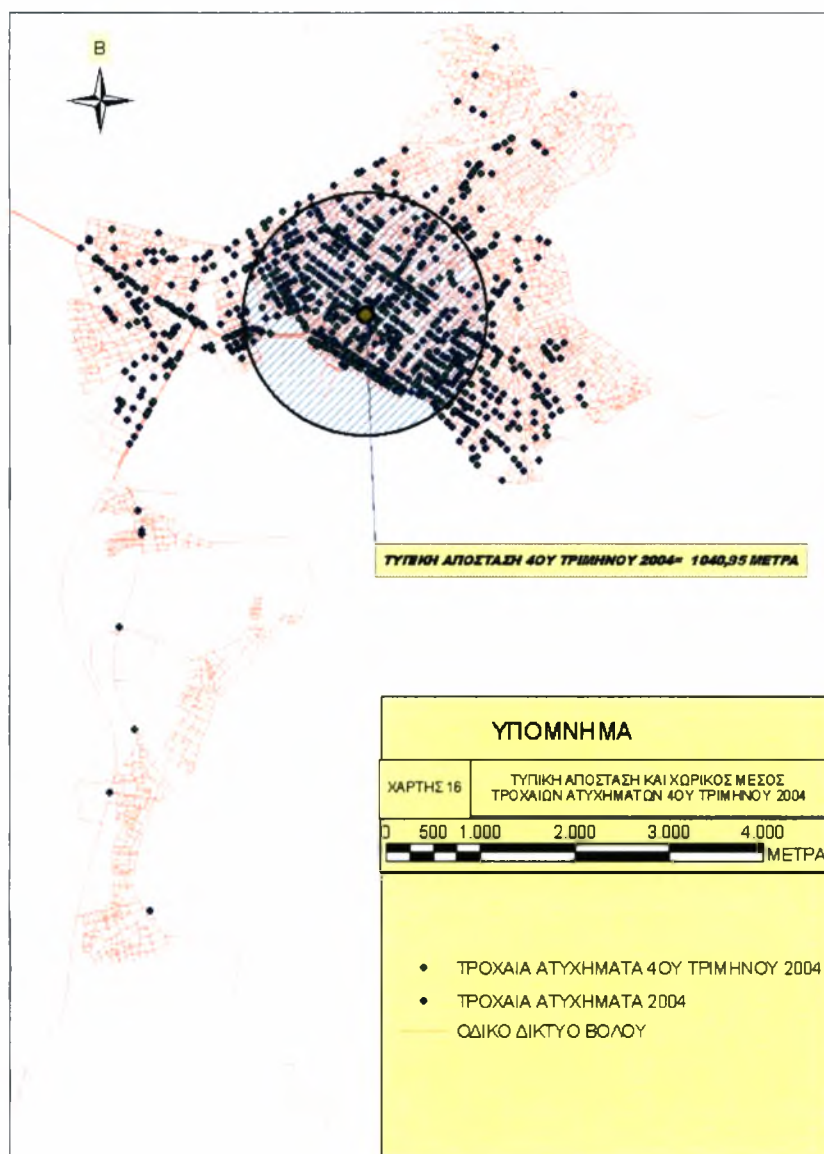 Β
ΤΥΠΙΚΗ ΑΠΟΣΤΑΣΗ 4ΟΥ ΤΡΙΜΗΝΟΥ 2004= 1040,95 ΜΕΤΡΑ
ΥΠΟΜΝΗΜΑ
ΧΑΡΤΗΣ 16
ΤΥΠΙΚΗ ΑΠΟΣΤΑΣΗ ΚΑΙ ΧΩΡΙΚΟΣ ΜΕΣΟΣ
ΤΡΟΧΑΙΩΝ ΑΤΥΧΗΜΑΤΩΝ 4ΟΥ ΤΡΙΜΗΝΟΥ 2004
0 500 1.000 2.000 3.000 4.000
ΜΕΤΡΑ
ΤΡΟΧΑΙΑ ΑΤΥΧΗΜΑΤΑ 4ΟΥ ΤΡΙΜΗΝΟΥ 2004
ΤΡΟΧΑΙΑ ΑΤΥΧΗΜΑΤΑ 2004
ΟΔΙΚΟ ΔΙΚΤΥΟ ΒΟΛΟΥ